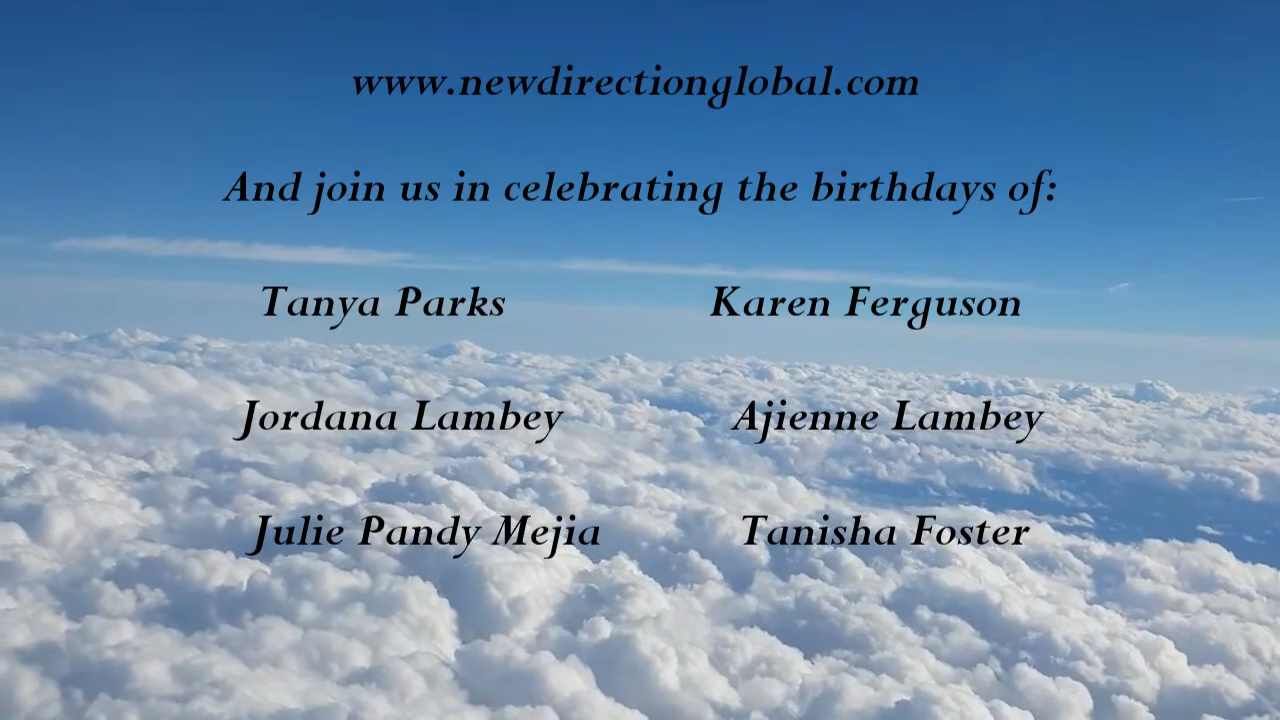 www.newdirectionglobal.com
And join us in celebrating the birthdays of:
Tanya Parks Karen Ferguson
Jordana Lambey Ajienne Lambey
Julie Pandy Mejia Tanisha Foster